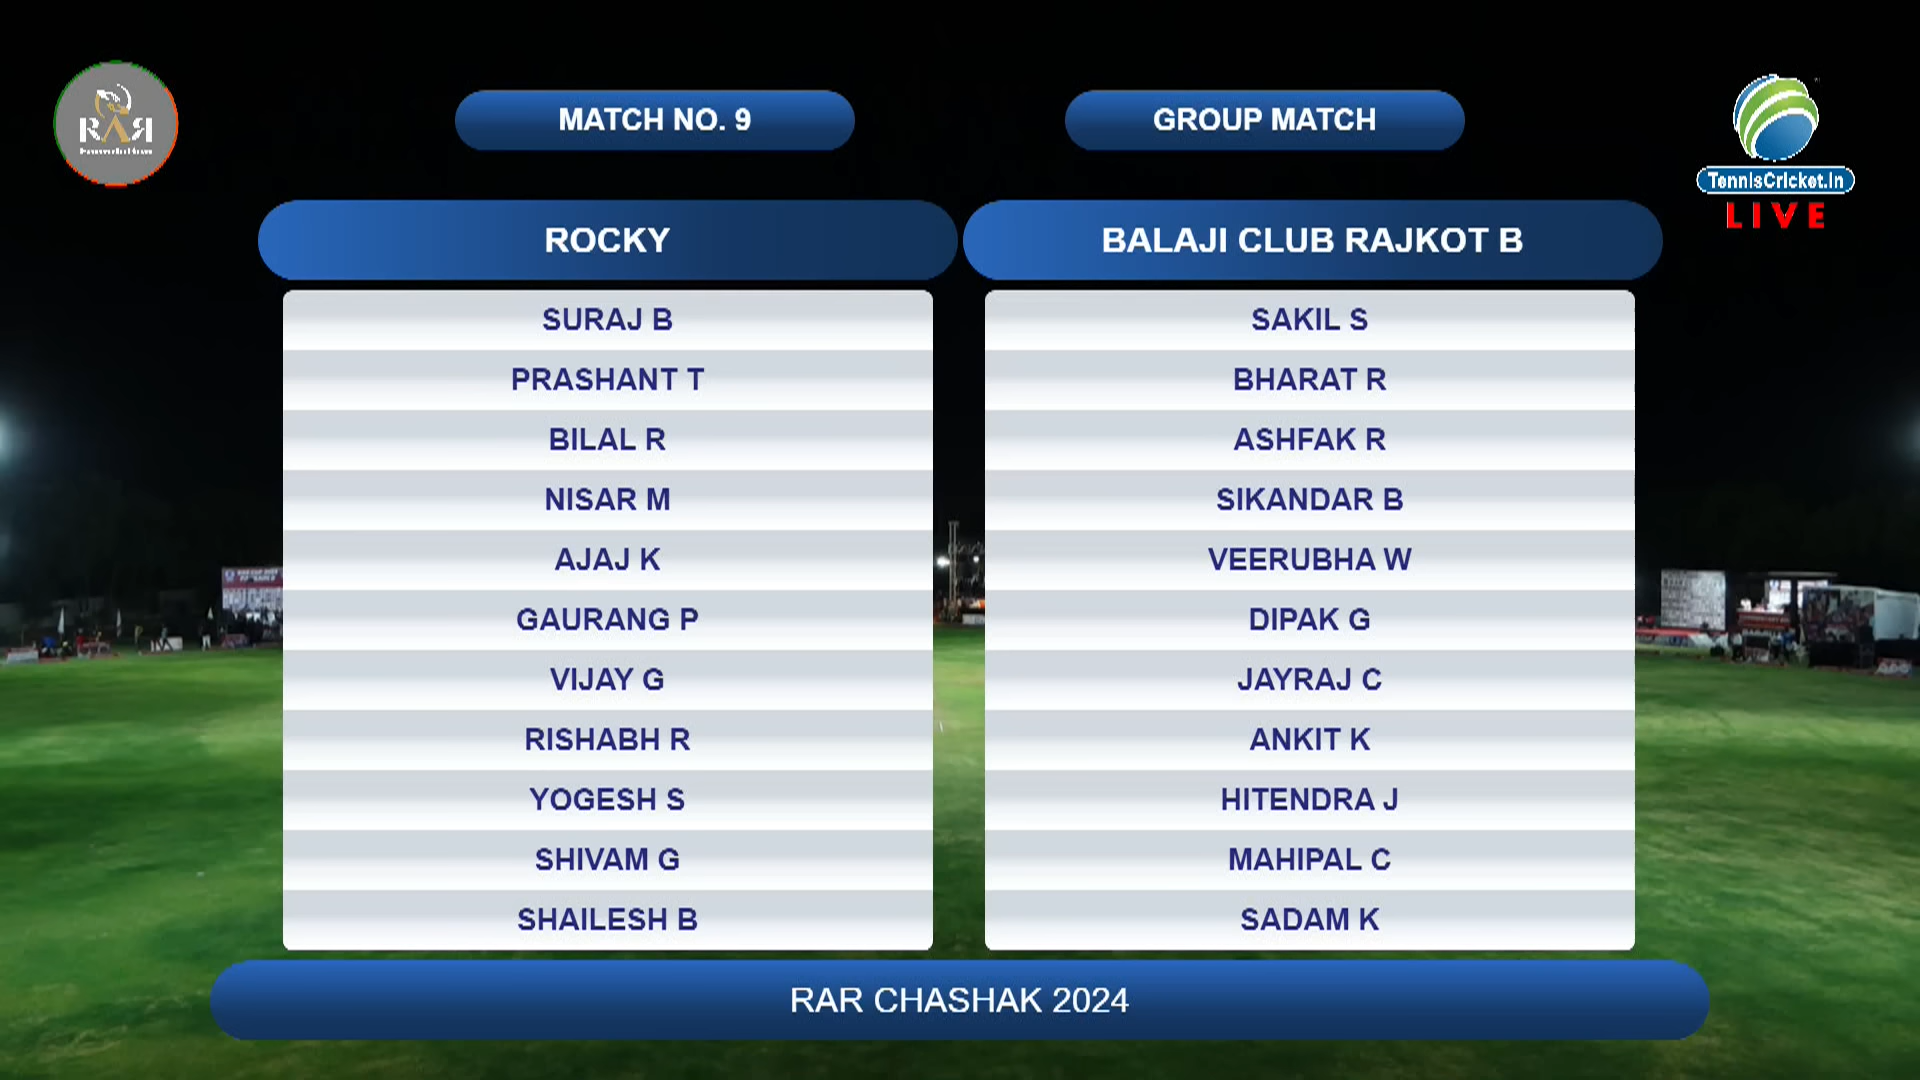 RAR
MATCH NO. 9
GROUP MATCH
TennisCricket.in
LIVE
ROCKY
BALAJI CLUB RAJKOT B
SURAJ B
SAKIL S
PRASHANT T
BHARAT R
BILAL R
ASHFAK R
NISAR M
SIKANDAR B
AJAJ K
VEERUBHA W
GAURANG P
DIPAK G
VIJAY G
JAYRAJ C
RISHABH R
ANKIT K
YOGESH S
HITENDRA J
SHIVAM G
MAHIPAL C
SHAILESH B
SADAM K
RAR CHASHAK 2024